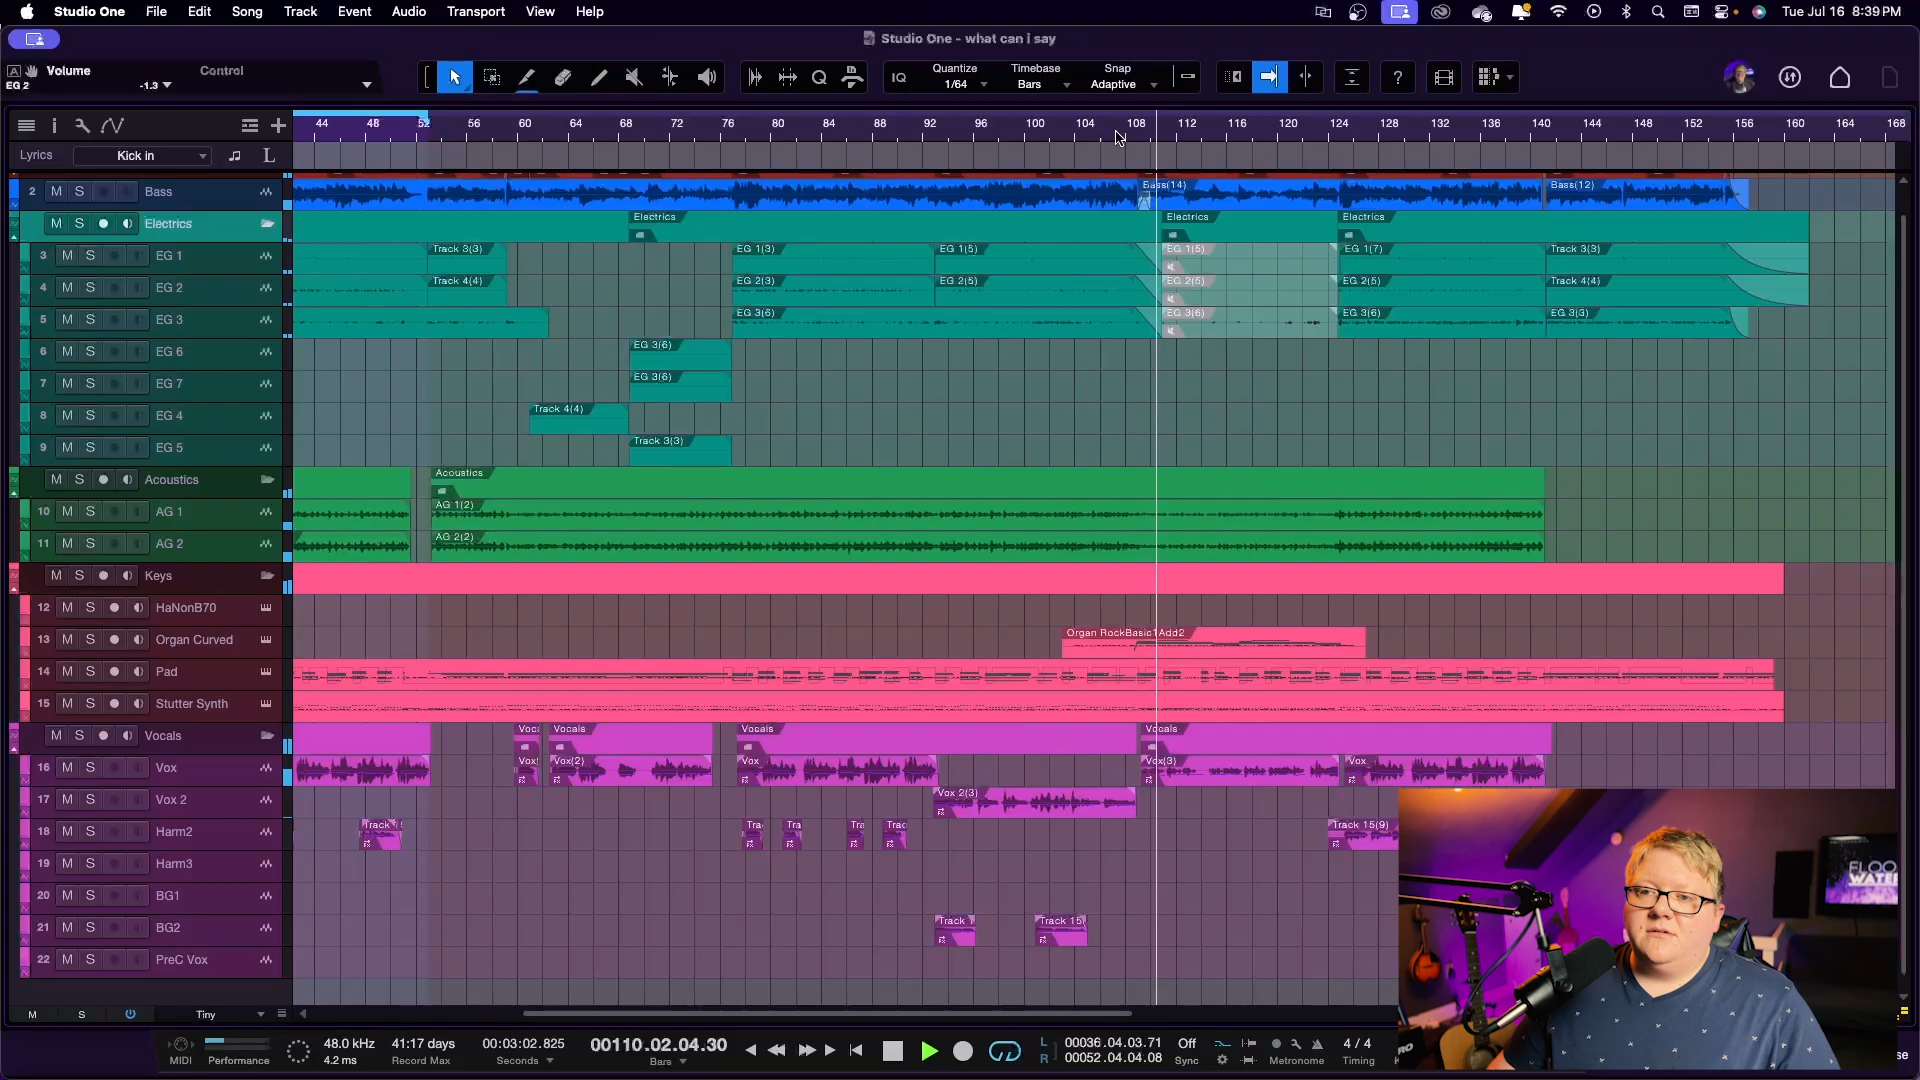 Studio One File Edit Song Track Event Audio Transport View Help
Tue Jul 16 8:39 PM
Studio One - what can i say
Volume Control
EG 2 -1.3
IQ Quantize 1/64 Timebase Bars Snap Adaptive
?
44 48 52 56 60 64 68 72 76 80 84 88 92 96 100 104 108 112 116 120 124 128 132 136 140 144 148 152 156 160 164 168
Lyrics Kick in L
2 M S Bass Bass(14) Bass(12)
M S Electrics Electrics Electrics Electrics
3 M S EG 1 Track 3(3) EG 1(3) EG 1(5) EG 1(5) EG 1(7) Track 3(3)
4 M S EG 2 Track 4(4) EG 2(3) EG 2(5) EG 2(5) EG 2(5) Track 4(4)
5 M S EG 3 EG 3(6) EG 3(6) EG 3(6) EG 3(3)
6 M S EG 6 EG 3(6)
7 M S EG 7 EG 3(6)
8 M S EG 4 Track 4(4)
9 M S EG 5 Track 3(3)
M S Acoustics Acoustics
10 M S AG 1 AG 1(2)
11 M S AG 2 AG 2(2)
M S Keys
12 M S HaNonB70
13 M S Organ Curved Organ RockBasic1Add2
14 M S Pad
15 M S Stutter Synth
M S Vocals Voc Vocals Vocals Vocals
16 M S Vox Vox Vox(2) Vox Vox(3) Vox
17 M S Vox 2 Vox 2(3)
18 M S Harm2 Track Tra Tra Tra Trac Track 15(9)
19 M S Harm3
20 M S BG1
21 M S BG2 Track Track 15
22 M S PreC Vox
FLOOD
WATER
M S Tiny
MIDI Performance
48.0 kHz
4.2 ms
41:17 days
Record Max
00:03:02.825
Seconds
00110.02.04.30
Bars
L 00036.04.03.71
R 00052.04.04.08
Off
Sync
Metronome
4 / 4
Timing